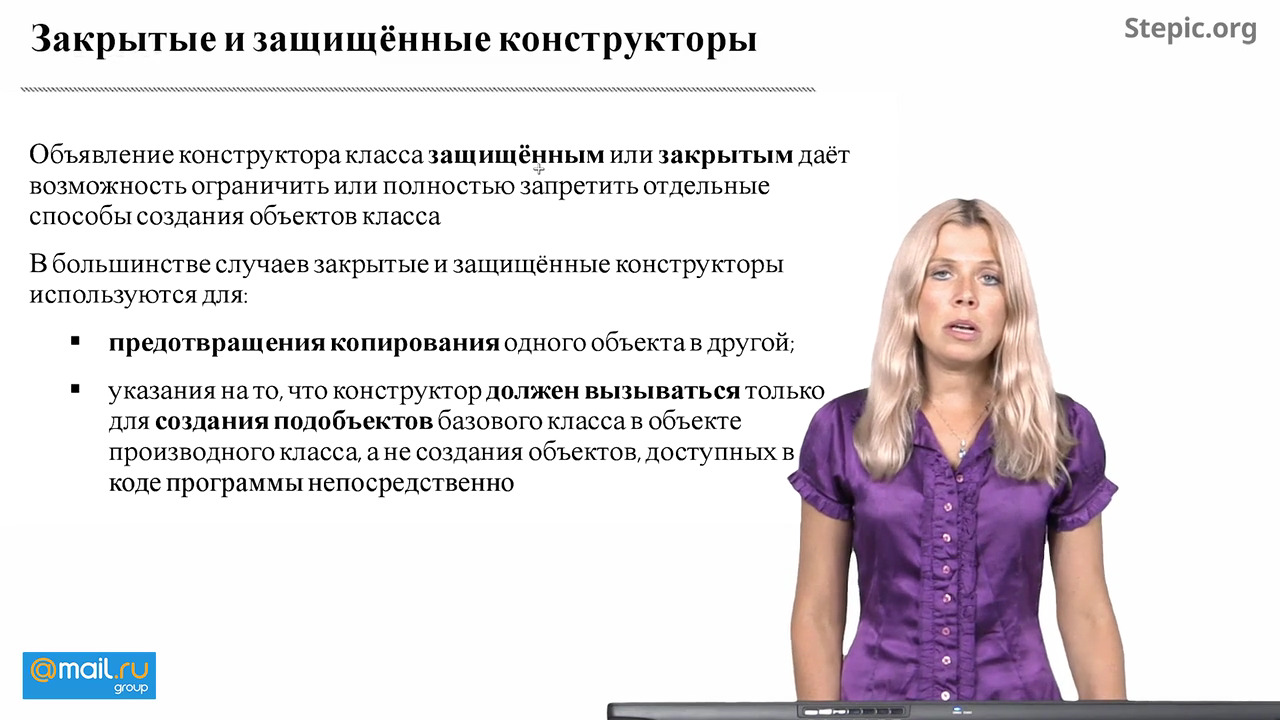 Закрытые и защищённые конструкторы
Stepic.org
Объявление конструктора класса защищённым или закрытым даёт
возможность ограничить или полностью запретить отдельные
способы создания объектов класса
В большинстве случаев закрытые и защищённые конструкторы
используются для:
▪ предотвращения копирования одного объекта в другой;
▪ указания на то, что конструктор должен вызываться только
для создания подобъектов базового класса в объекте
производного класса, а не создания объектов, доступных в
коде программы непосредственно
@mail.ru
group